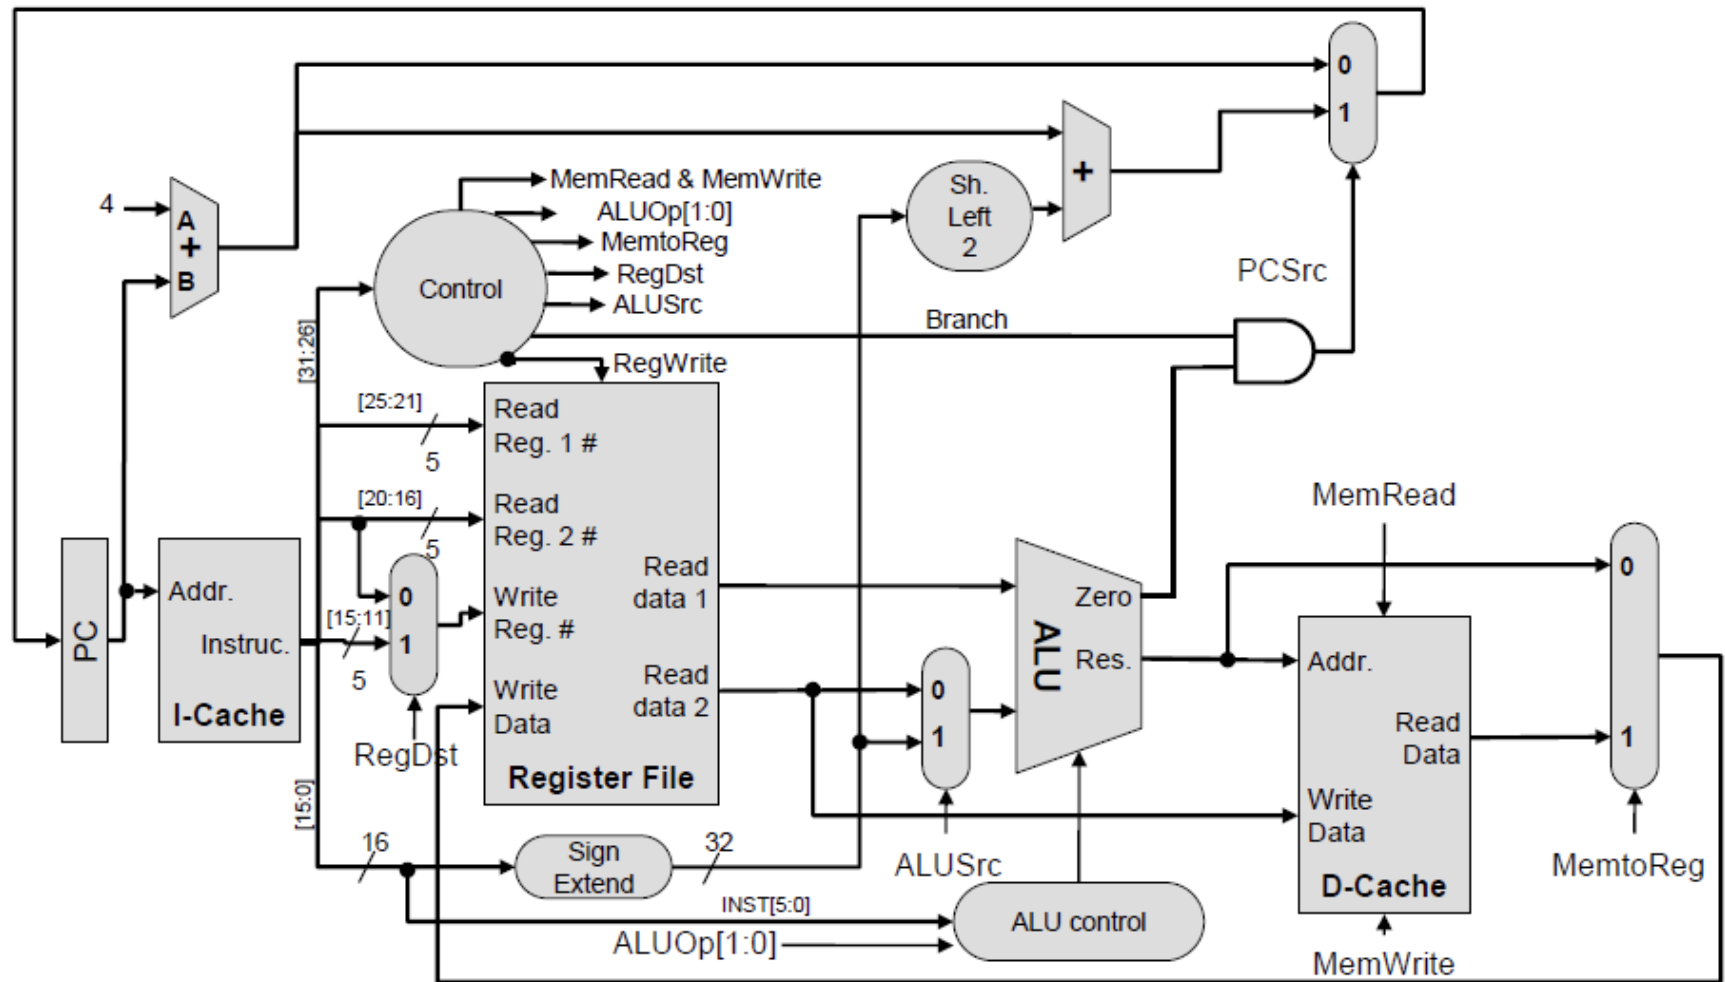 0
1
4
A
+
B
MemRead & MemWrite
ALUOp[1:0]
MemtoReg
RegDst
ALUSrc
Control
Sh.
Left
2
+
PCSrc
Branch
[31:26]
RegWrite
[25:21]
5
Read
Reg. 1 #
[20:16]
5
Read
Reg. 2 #
MemRead
PC
Addr.
Instruc.
I-Cache
[15:11]
5
0
1
RegDst
Write
Reg. #
Write
Data
Read
data 1
Read
data 2
Register File
0
1
ALUSrc
Zero
ALU
Res.
Addr.
Read
Data
Write
Data
D-Cache
0
1
MemtoReg
[15:0]
16
Sign
Extend
32
INST[5:0]
ALUOp[1:0]
ALU control
MemWrite